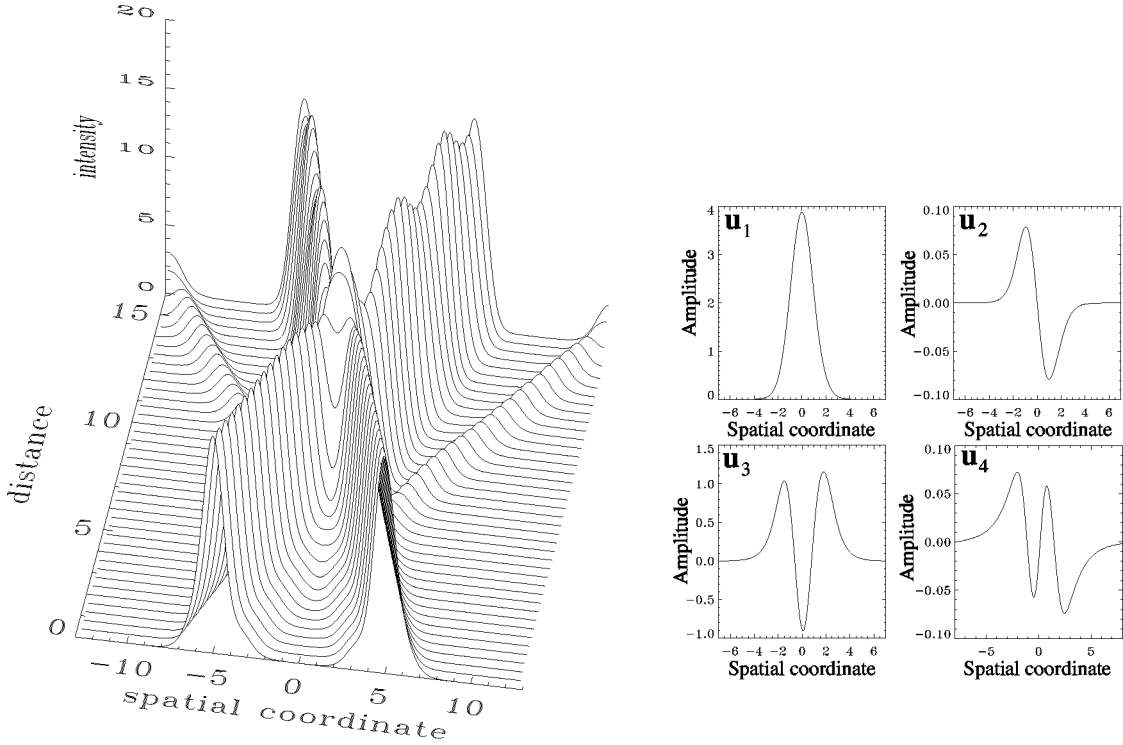 20
15
10
5
0
intensity
15
10
5
0
distance
−10 −5 0 5 10
spatial coordinate
u1
4
3
2
1
0
Amplitude
−6 −4 −2 0 2 4 6
Spatial coordinate
u2
0.10
0.05
0.00
−0.05
−0.10
Amplitude
−6 −4 −2 0 2 4 6
Spatial coordinate
u3
1.5
1.0
0.5
0.0
−0.5
−1.0
Amplitude
−6 −4 −2 0 2 4 6
Spatial coordinate
u4
0.10
0.05
0.00
−0.05
−0.10
Amplitude
−5 0 5
Spatial coordinate